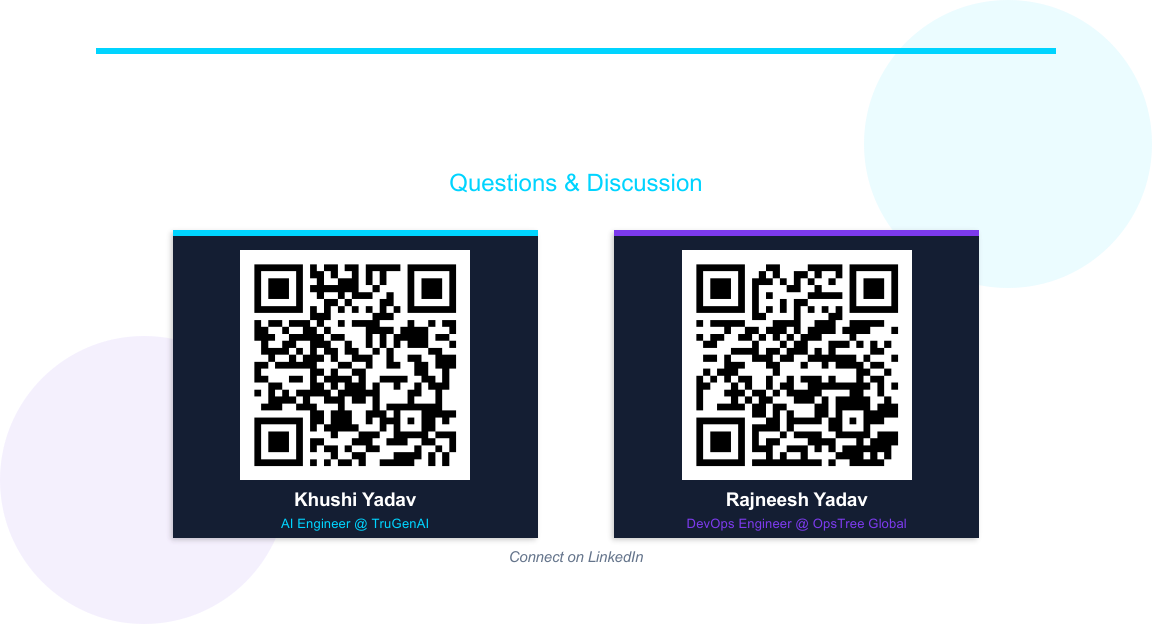 Questions & Discussion
Khushi Yadav
AI Engineer @ TruGenAI
Rajneesh Yadav
DevOps Engineer @ OpsTree Global
Connect on LinkedIn